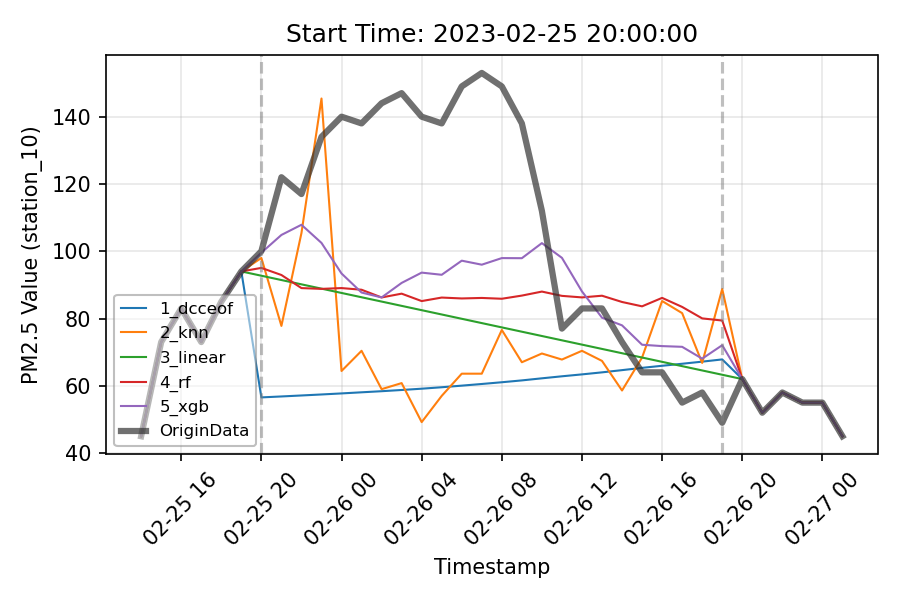 Start Time: 2023-02-25 20:00:00
PM2.5 Value (station_10)
140
120
100
80
60
40
1_dcceof
2_knn
3_linear
4_rf
5_xgb
OriginData
02-25 16
02-25 20
02-26 00
02-26 04
02-26 08
02-26 12
02-26 16
02-26 20
02-27 00
Timestamp